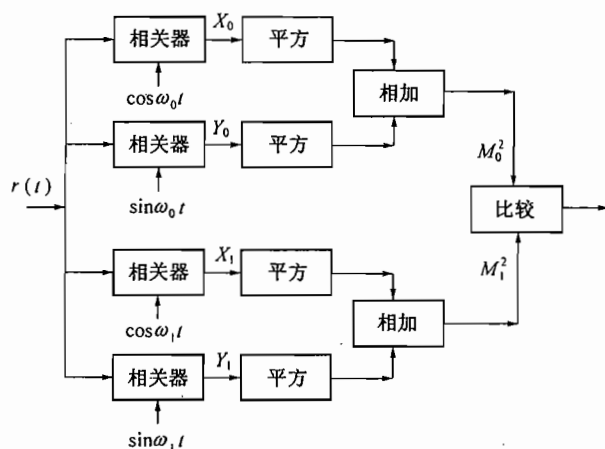 相关器
X₀
平方
cosω₀t
相加
相关器
Y₀
平方
M₀²
r(t)
sinω₀t
比较
相关器
X₁
平方
M₁²
cosω₁t
相加
相关器
Y₁
平方
sinω₁t